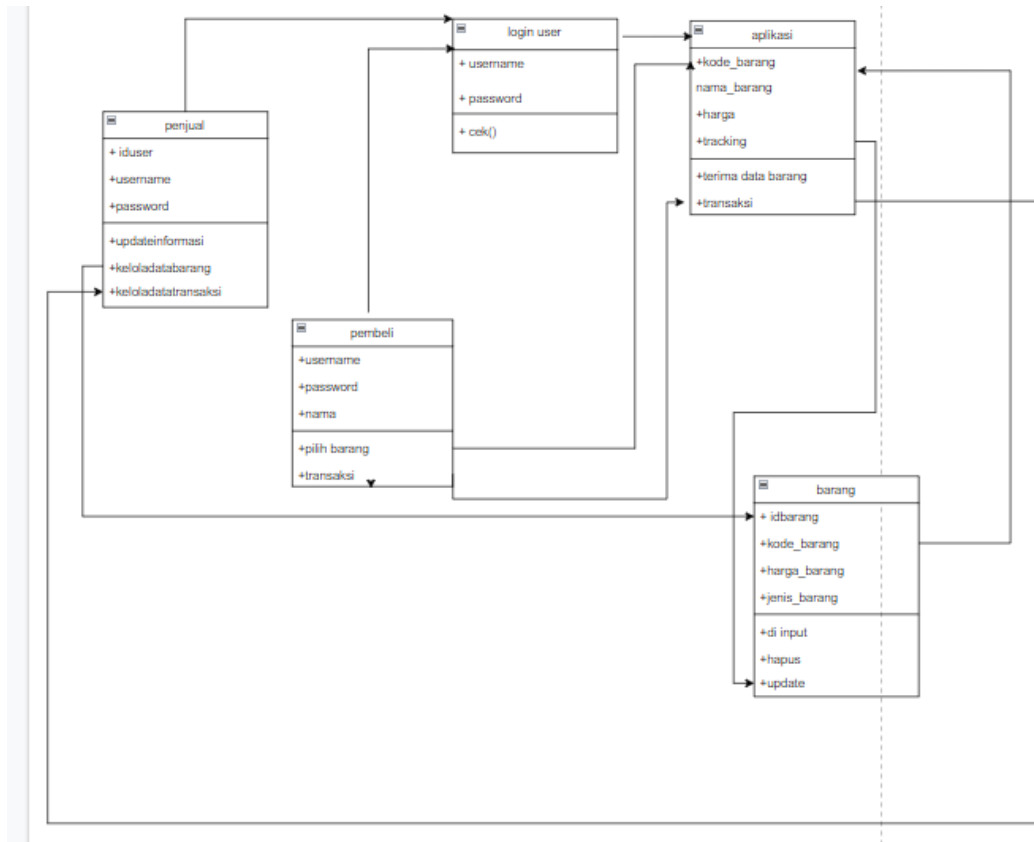 login user
+ username
+ password
+ cek()
aplikasi
+kode_barang
nama_barang
+harga
+tracking
+terima data barang
+transaksi
penjual
+ iduser
+username
+password
+updateinformasi
+keloladatabarang
+keloladatatransaksi
pembeli
+username
+password
+nama
+pilih barang
+transaksi
barang
+ idbarang
+kode_barang
+harga_barang
+jenis_barang
+di input
+hapus
+update